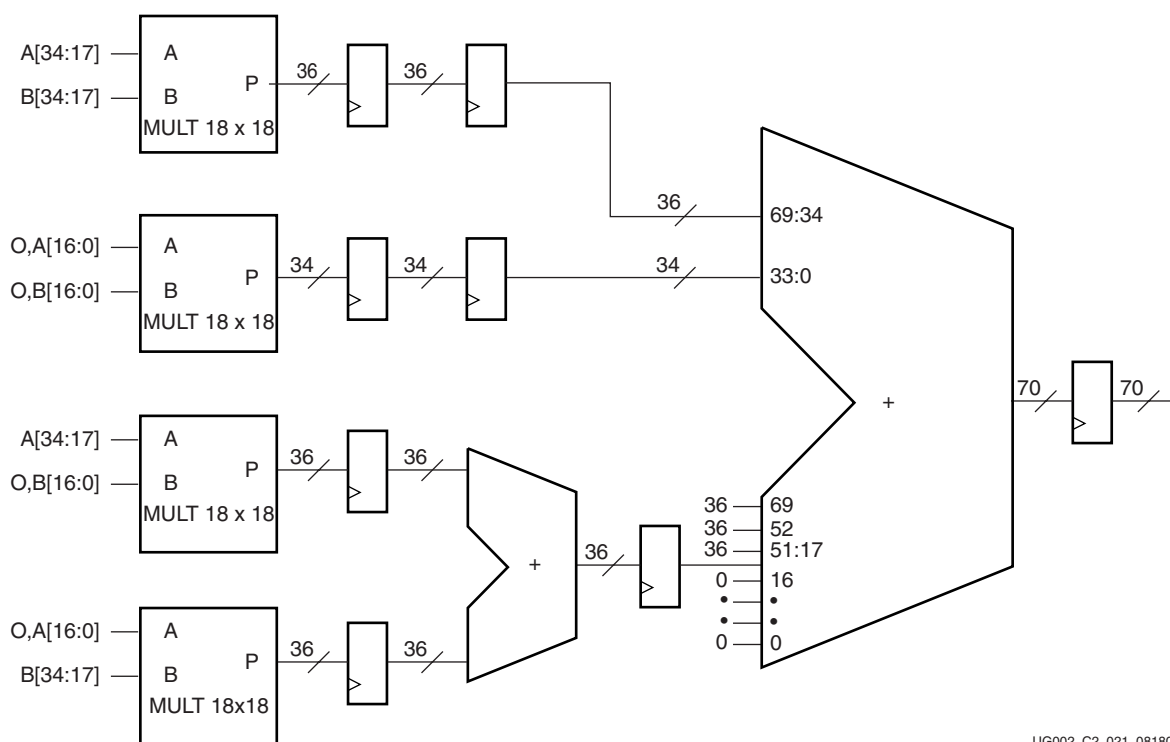 A[34:17]
A
B[34:17]
B
P
MULT 18 x 18
36
36
36
69:34
O,A[16:0]
A
O,B[16:0]
B
P
MULT 18 x 18
34
34
34
33:0
A[34:17]
A
O,B[16:0]
B
P
MULT 18 x 18
36
36
+
36
O,A[16:0]
A
B[34:17]
B
P
MULT 18x18
36
36
36 69
36 52
36 51:17
0 16
• •
• •
0 0
+
70
70